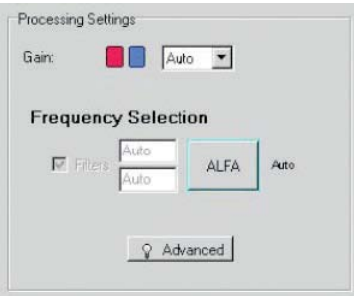 Processing Settings
Gain: Auto
Frequency Selection
Auto
Filters ALFA Auto
Auto
Advanced